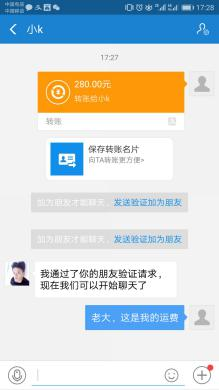 中国电信
中国移动
17:28
小k
17:27
280.00元
转账给小k
转账
保存转账名片
向TA转账更方便>
加为朋友才能聊天，发送验证加为朋友
加为朋友才能聊天，发送验证加为朋友
我通过了你的朋友验证请求，
现在我们可以开始聊天了
老大，这是我的运费